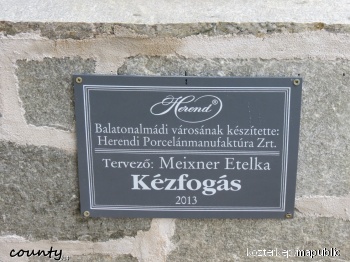 Herend®
Balatonalmádi városának készítette:
Herendi Porcelánmanufaktúra Zrt.
Tervező: Meixner Etelka
Kézfogás
2013
county
kozterkep.mapublic